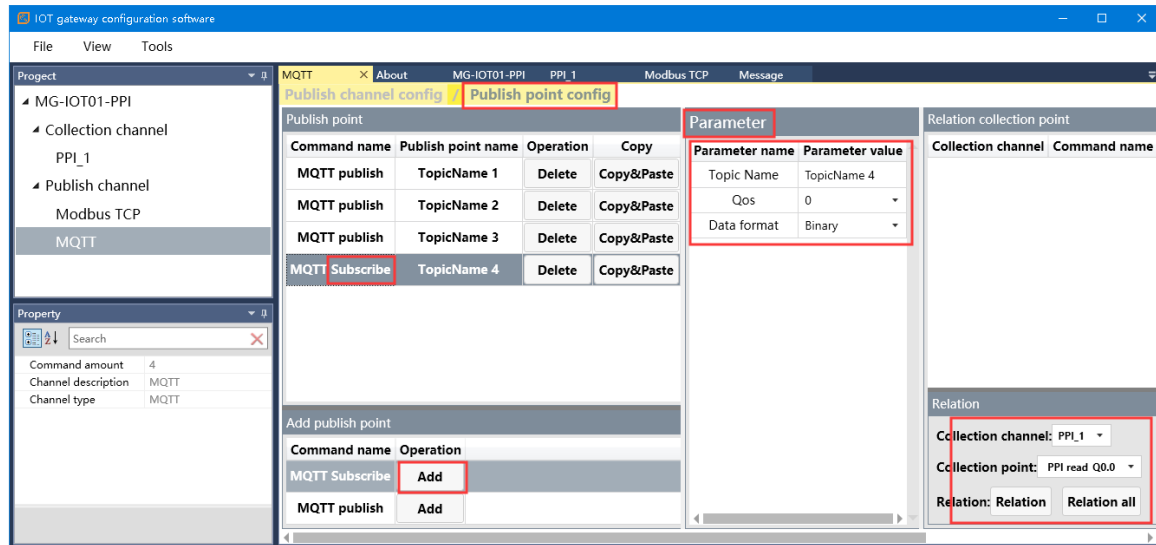 IOT gateway configuration software
File View Tools
Progect
MG-IOT01-PPI
Collection channel
PPI_1
Publish channel
Modbus TCP
MQTT
Property
Search
Command amount 4
Channel description MQTT
Channel type MQTT
MQTT About MG-IOT01-PPI PPI_1 Modbus TCP Message
Publish channel config / Publish point config
Publish point
Command name Publish point name Operation Copy
MQTT publish TopicName 1 Delete Copy&Paste
MQTT publish TopicName 2 Delete Copy&Paste
MQTT publish TopicName 3 Delete Copy&Paste
MQTT Subscribe TopicName 4 Delete Copy&Paste
Add publish point
Command name Operation
MQTT Subscribe Add
MQTT publish Add
Parameter
Parameter name Parameter value
Topic Name TopicName 4
Qos 0
Data format Binary
Relation collection point
Collection channel Command name
Relation
Collection channel: PPI_1
Collection point: PPI read Q0.0
Relation: Relation Relation all